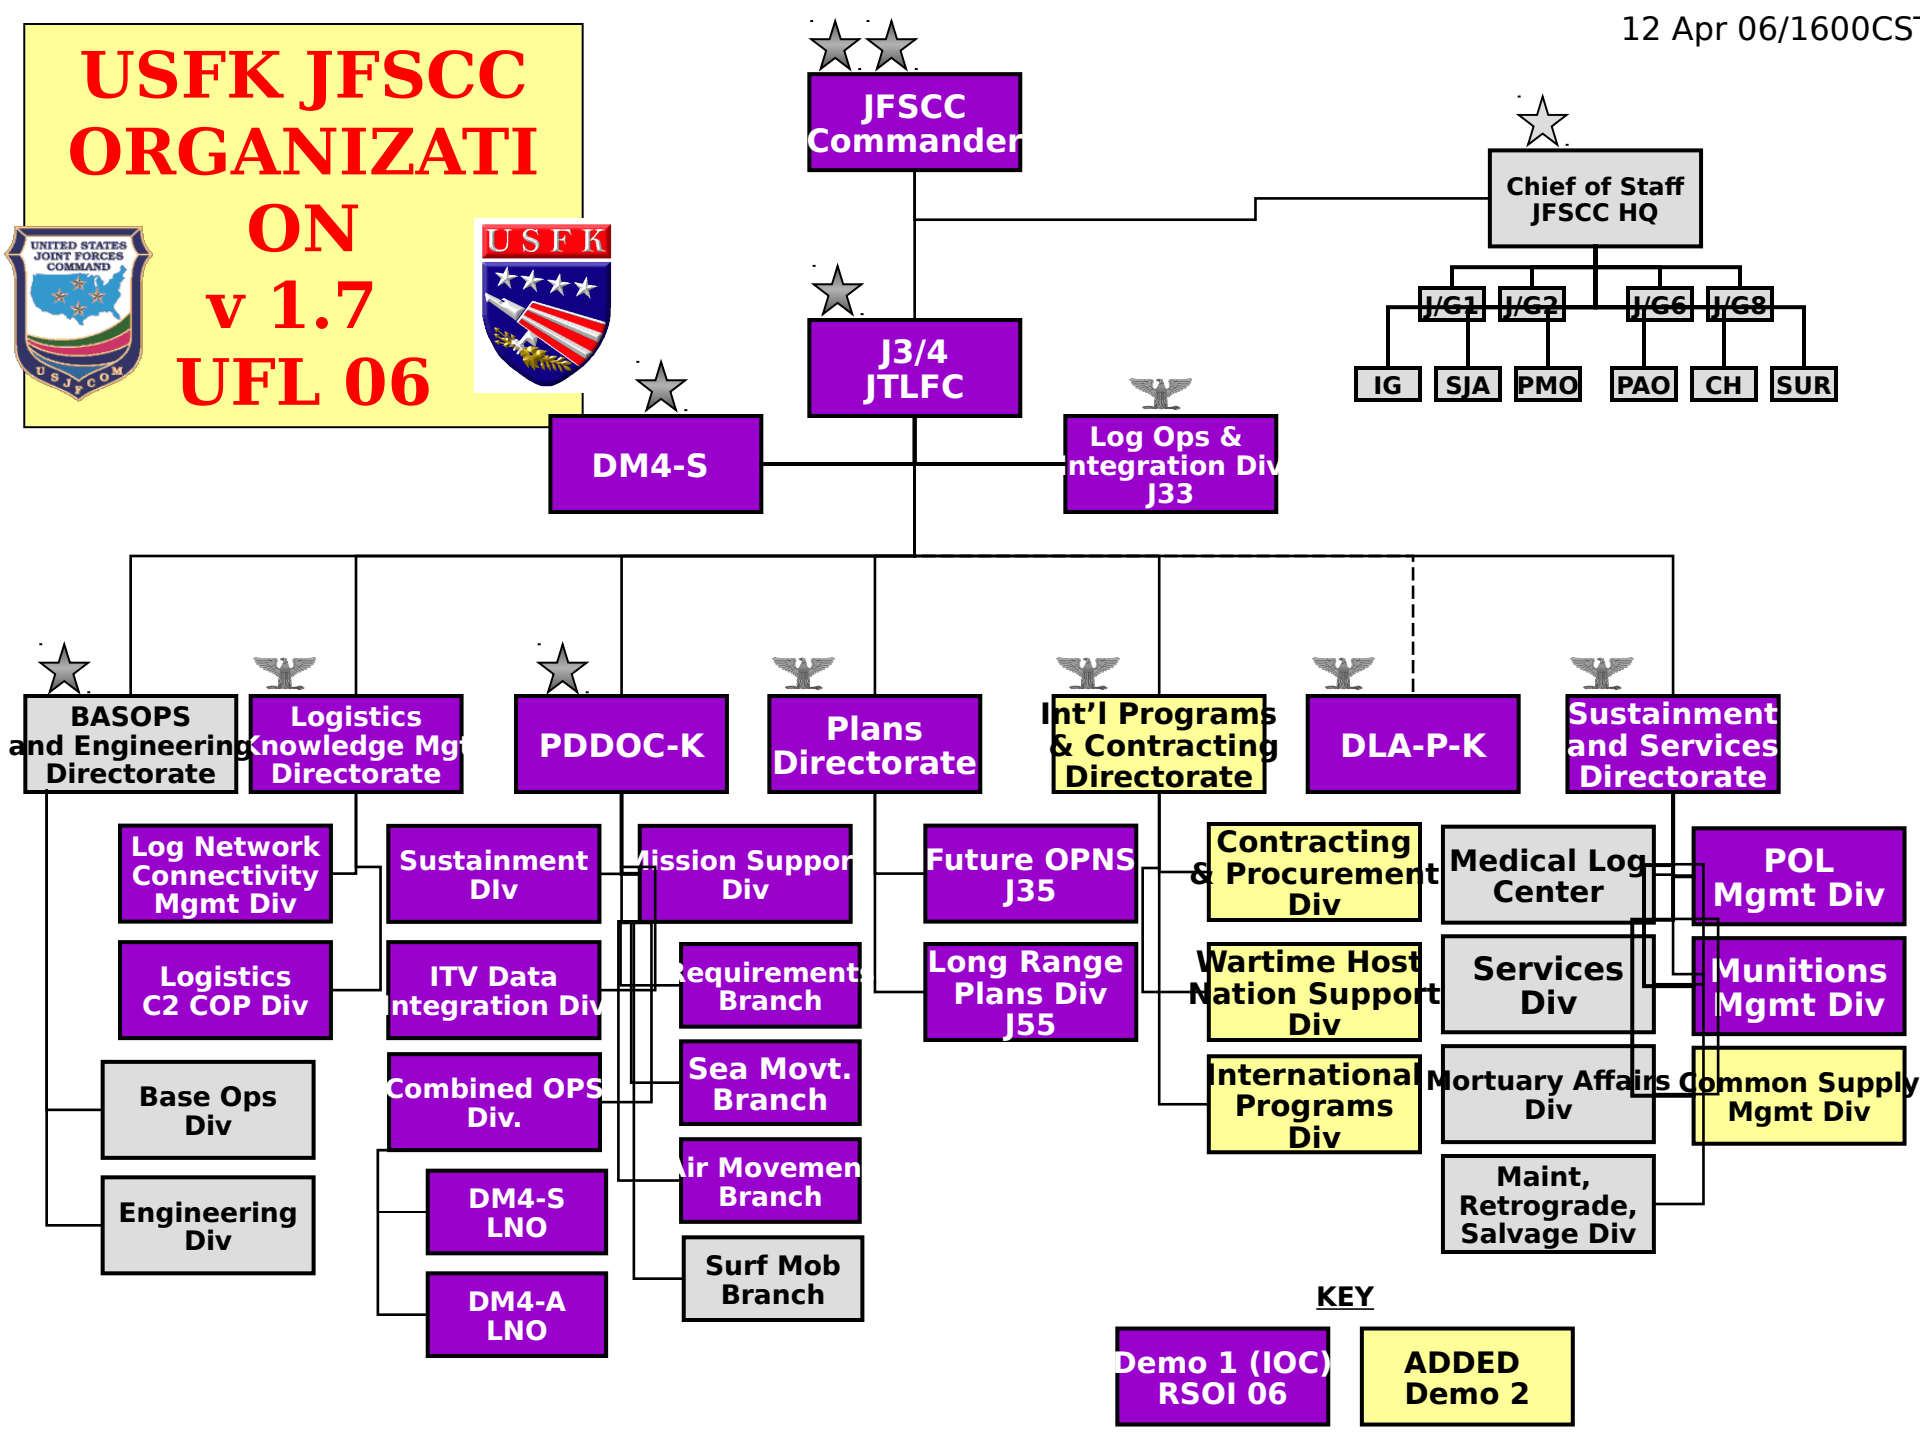 12 Apr 06/1600CST
USFK JFSCC
ORGANIZATI
ON
v 1.7
UFL 06
UNITED STATES
JOINT FORCES
COMMAND
USJFCOM
USFK
JFSCC
Commander
Chief of Staff
JFSCC HQ
J/G1
J/G2
J/G6
J/G8
IG
SJA
PMO
PAO
CH
SUR
J3/4
JTLFC
DM4-S
Log Ops &
Integration Div
J33
BASOPS
and Engineering
Directorate
Logistics
Knowledge Mgt
Directorate
PDDOC-K
Plans
Directorate
Int’l Programs
& Contracting
Directorate
DLA-P-K
Sustainment
and Services
Directorate
Log Network
Connectivity
Mgmt Div
Logistics
C2 COP Div
Base Ops
Div
Engineering
Div
Sustainment
DIv
ITV Data
Integration Div
Combined OPS
Div.
DM4-S
LNO
DM4-A
LNO
Mission Support
Div
Requirements
Branch
Sea Movt.
Branch
Air Movement
Branch
Surf Mob
Branch
Future OPNS
J35
Long Range
Plans Div
J55
Contracting
& Procurement
Div
Wartime Host
Nation Support
Div
International
Programs
Div
Medical Log
Center
Services
Div
Mortuary Affairs
Div
Maint,
Retrograde,
Salvage Div
POL
Mgmt Div
Munitions
Mgmt Div
Common Supply
Mgmt Div
KEY
Demo 1 (IOC)
RSOI 06
ADDED
Demo 2